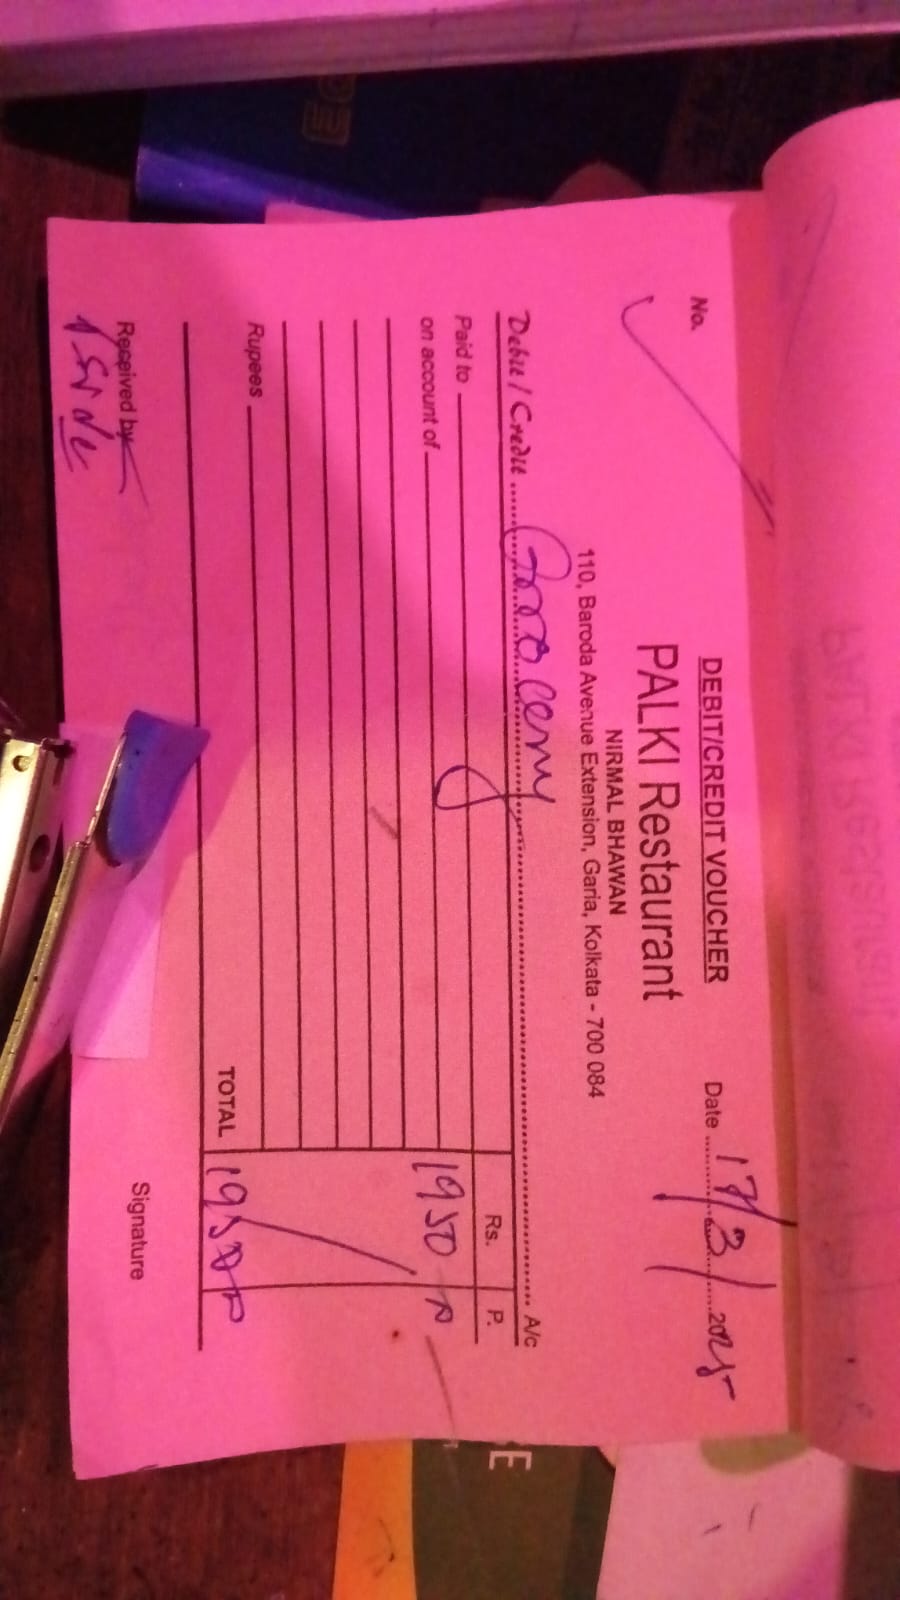 DEBIT/CREDIT VOUCHER
No.
Date 17/3/2025
PALKI Restaurant
NIRMAL BHAWAN
110, Baroda Avenue Extension, Garia, Kolkata - 700 084
Debit / Credit Grocery A/c
Rs. P.
Paid to
on account of 1950
Rupees
TOTAL 1950
Received by
Signature